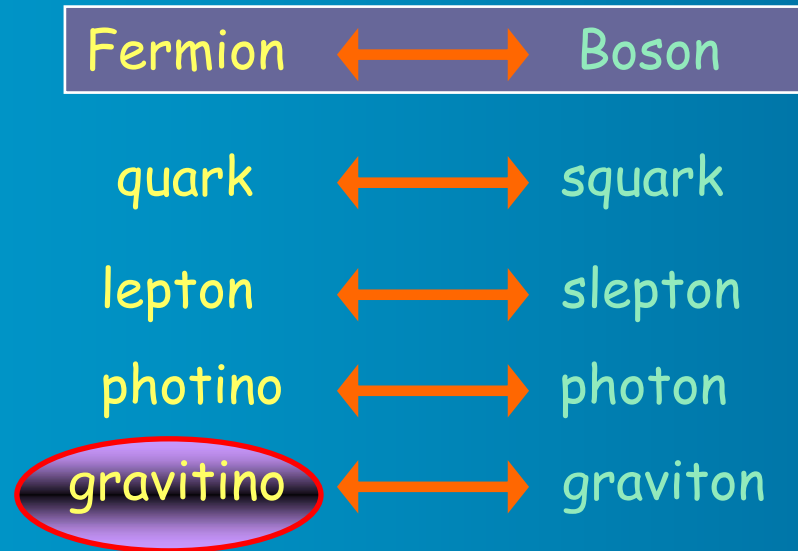 Fermion Boson
quark squark
lepton slepton
photino photon
gravitino graviton